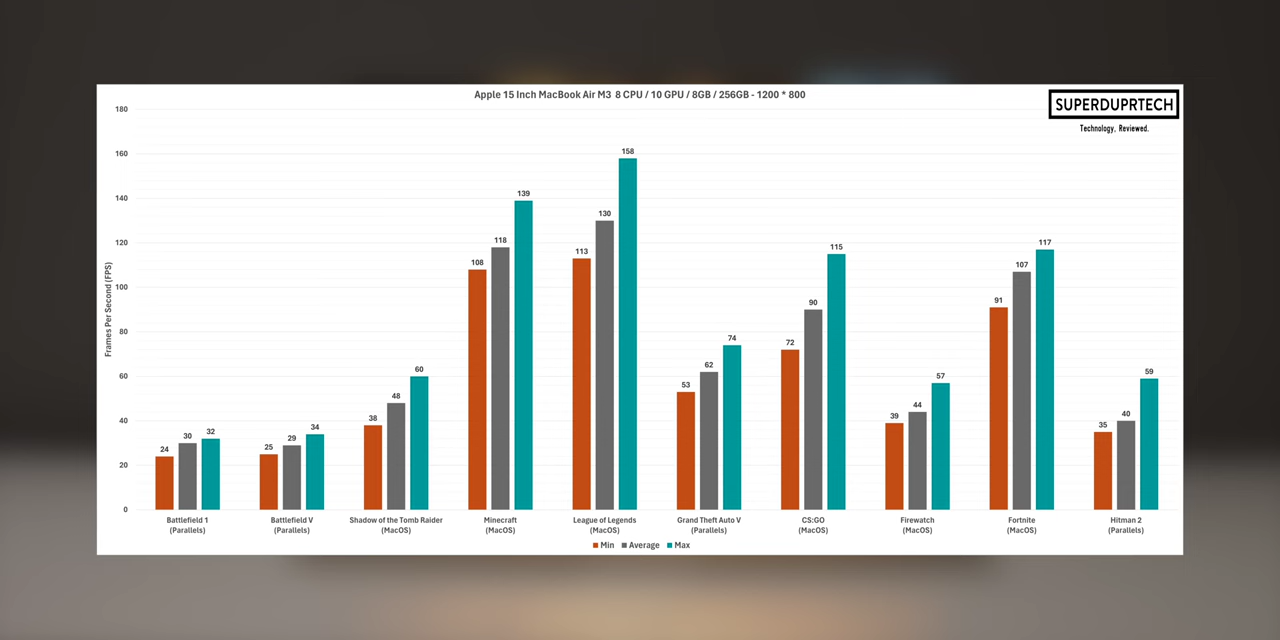 Apple 15 Inch MacBook Air M3 8 CPU / 10 GPU / 8GB / 256GB - 1200 * 800
SUPERDUPRTECH
Technology, Reviewed.
Frames Per Second (FPS)
180
160
140
120
100
80
60
40
20
0
24 30 32
25 29 34
38 48 60
108 118 139
113 130 158
53 62 74
72 90 115
39 44 57
91 107 117
35 40 59
Battlefield 1
(Parallels)
Battlefield V
(Parallels)
Shadow of the Tomb Raider
(MacOS)
Minecraft
(MacOS)
League of Legends
(MacOS)
Grand Theft Auto V
(Parallels)
CS:GO
(MacOS)
Firewatch
(MacOS)
Fortnite
(MacOS)
Hitman 2
(Parallels)
Min Average Max